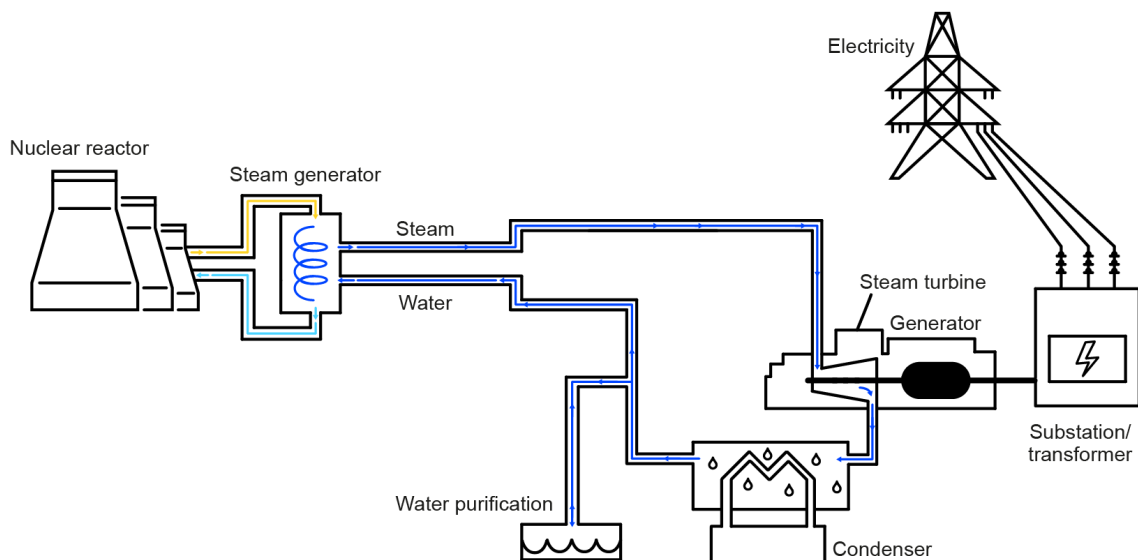 Electricity
Nuclear reactor
Steam generator
Steam
Water
Steam turbine
Generator
Substation/
transformer
Water purification
Condenser